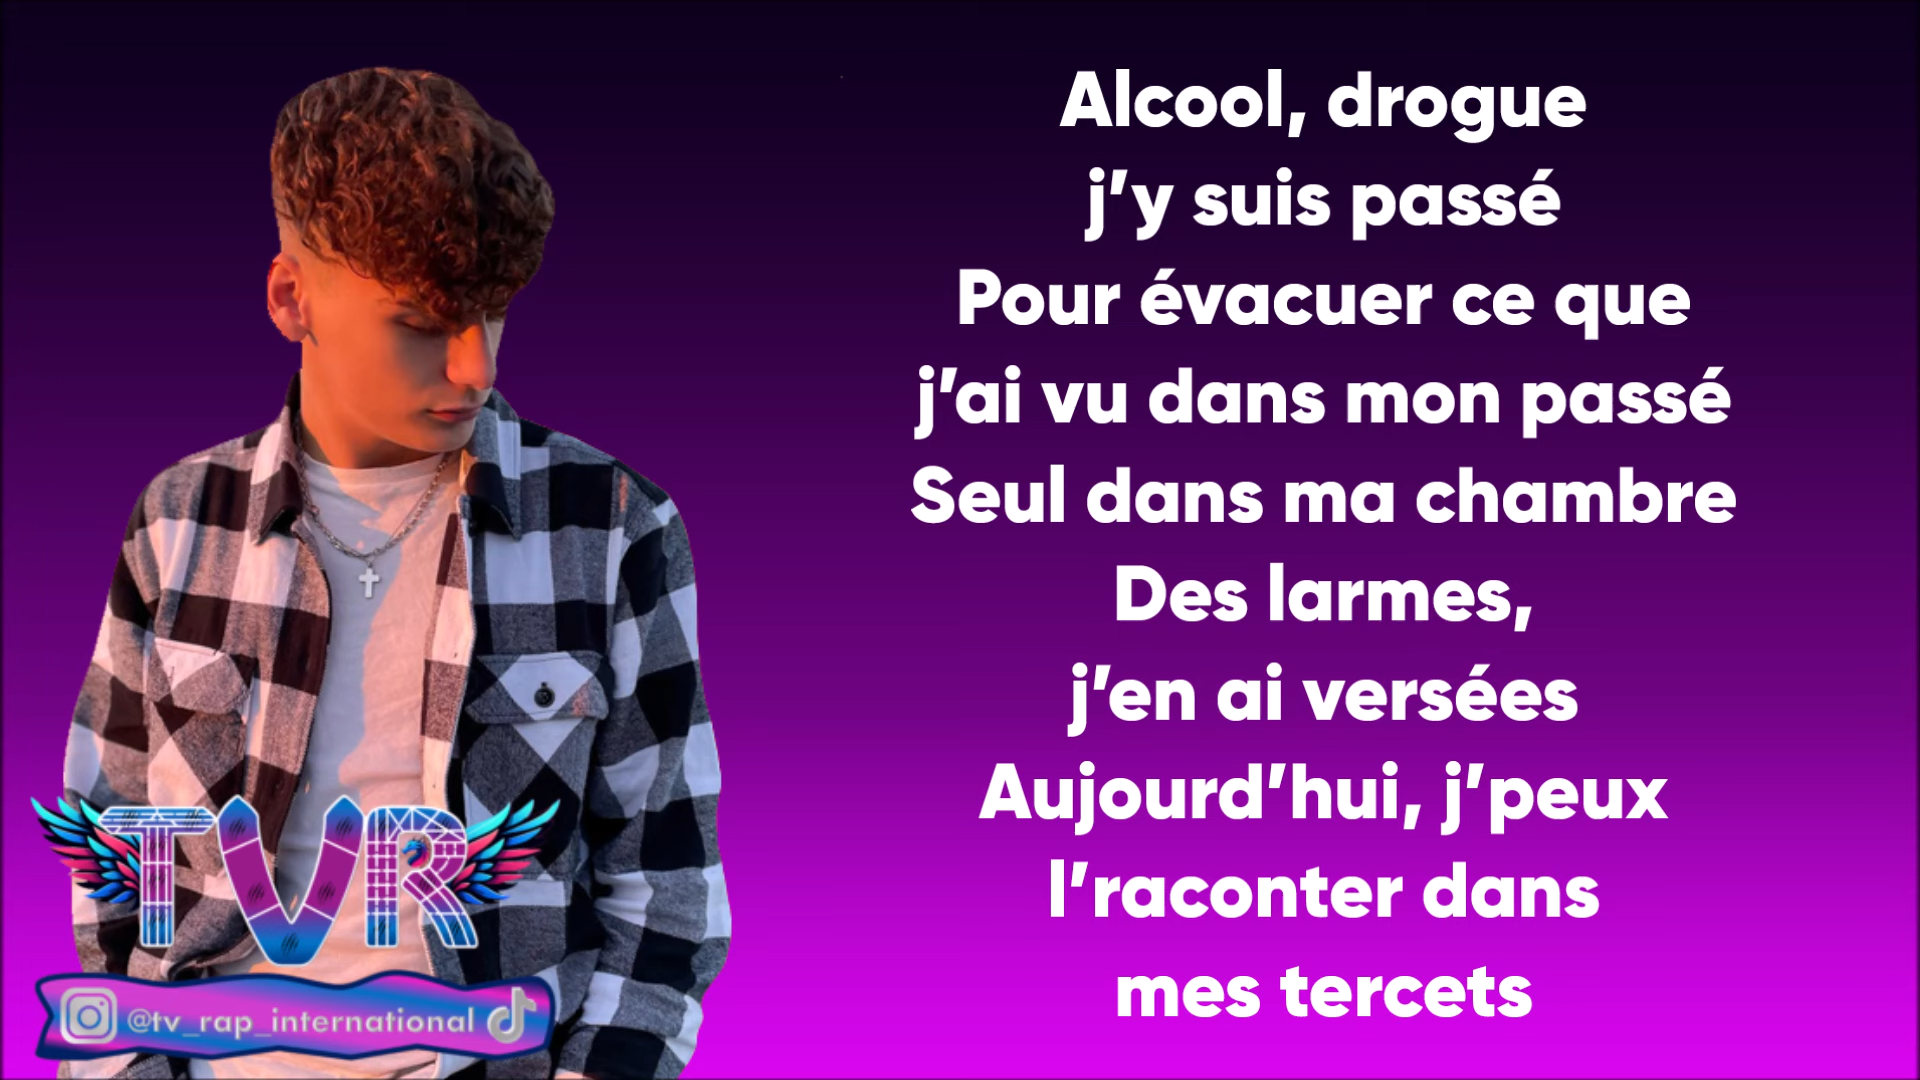 Alcool, drogue
j’y suis passé
Pour évacuer ce que
j’ai vu dans mon passé
Seul dans ma chambre
Des larmes,
j’en ai versées
Aujourd’hui, j’peux
l’raconter dans
mes tercets
TVR
@tv_rap_international